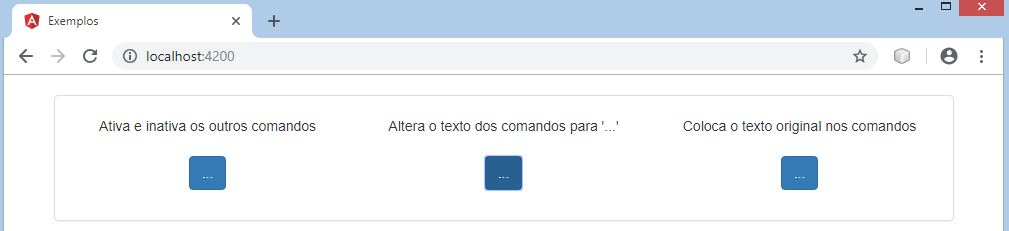 Exemplos
localhost:4200
Ativa e inativa os outros comandos
Altera o texto dos comandos para '...'
Coloca o texto original nos comandos
...
...
...